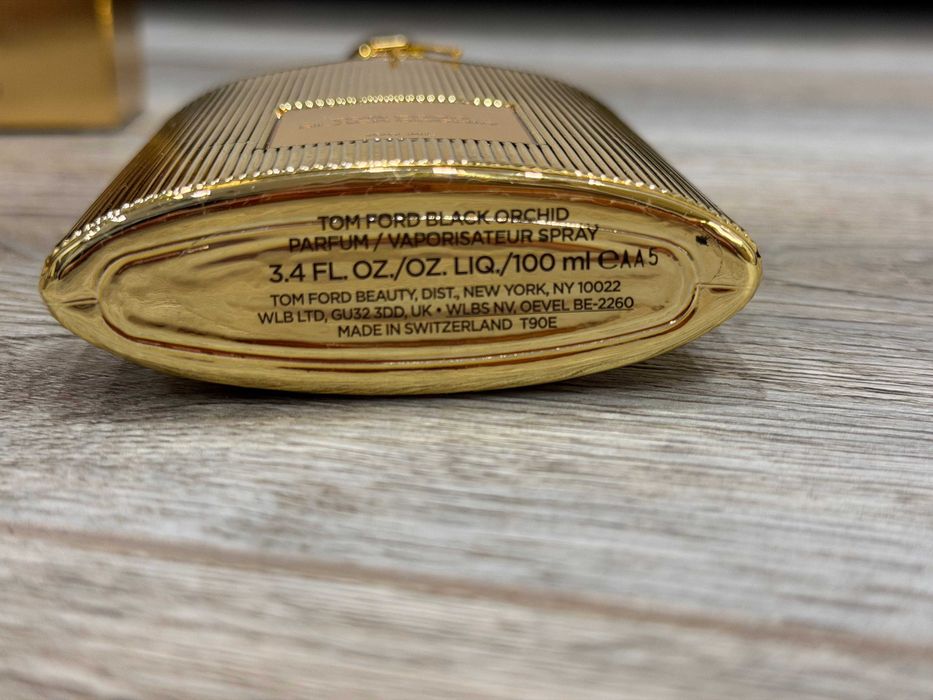 TOM FORD BLACK ORCHID
PARFUM / VAPORISATEUR SPRAY
3.4 FL. OZ./OZ. LIQ./100 ml ℮AA5
TOM FORD BEAUTY, DIST., NEW YORK, NY 10022
WLB LTD, GU32 3DD, UK • WLBS NV, OEVEL BE-2260
MADE IN SWITZERLAND T90E